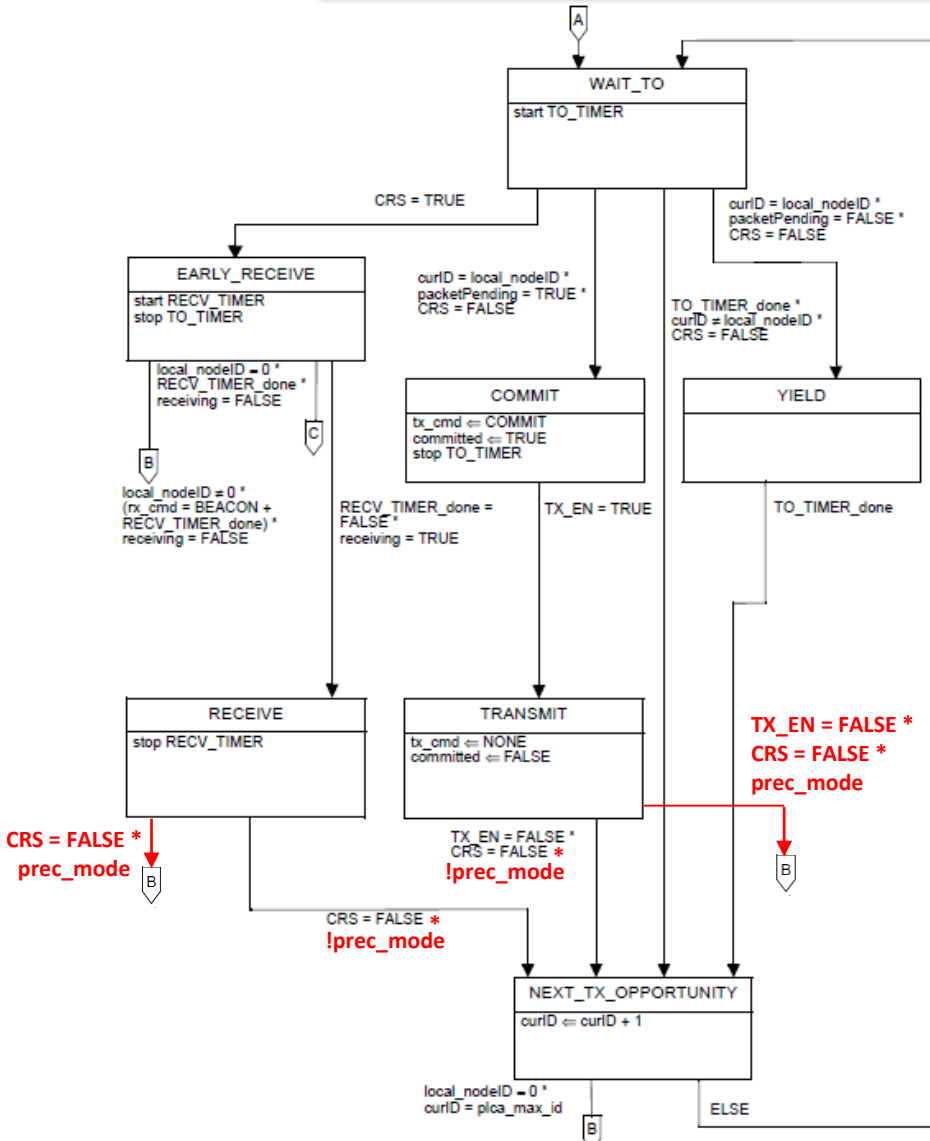 A
WAIT_TO
start TO_TIMER
CRS = TRUE
curID = local_nodeID *
packetPending = FALSE *
CRS = FALSE
EARLY_RECEIVE
start RECV_TIMER
stop TO_TIMER
curID = local_nodeID *
packetPending = TRUE *
CRS = FALSE
TO_TIMER_done *
curID ≠ local_nodeID *
CRS = FALSE
local_nodeID = 0 *
RECV_TIMER_done *
receiving = FALSE
C
B
local_nodeID ≠ 0 *
(rx_cmd = BEACON +
RECV_TIMER_done) *
receiving = FALSE
COMMIT
tx_cmd ⇐ COMMIT
committed ⇐ TRUE
stop TO_TIMER
YIELD
RECV_TIMER_done =
FALSE *
receiving = TRUE
TX_EN = TRUE
TO_TIMER_done
RECEIVE
stop RECV_TIMER
TRANSMIT
tx_cmd ⇐ NONE
committed ⇐ FALSE
TX_EN = FALSE *
CRS = FALSE *
prec_mode
CRS = FALSE *
prec_mode
B
TX_EN = FALSE *
CRS = FALSE *
!prec_mode
B
CRS = FALSE *
!prec_mode
NEXT_TX_OPPORTUNITY
curID ⇐ curID + 1
local_nodeID = 0 *
curID = plca_max_id
B
ELSE